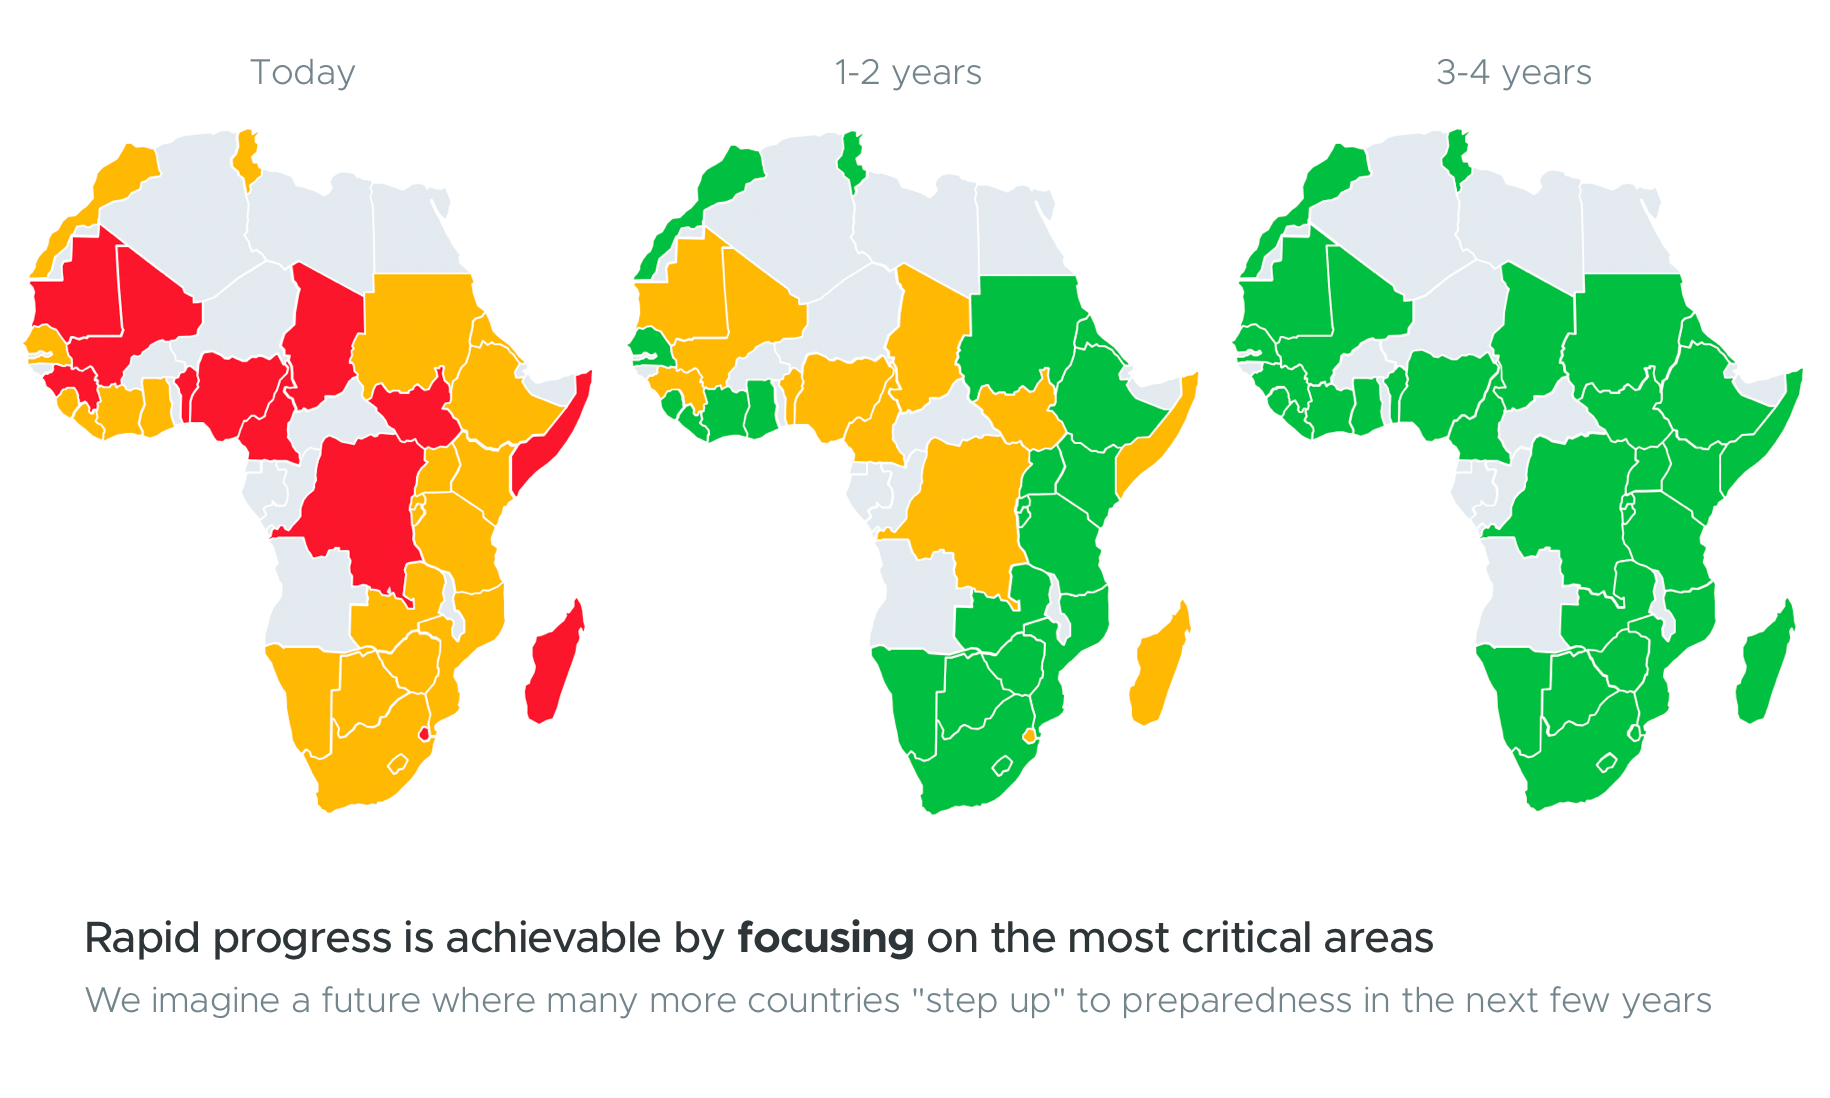 Today
1-2 years
3-4 years
Rapid progress is achievable by focusing on the most critical areas
We imagine a future where many more countries "step up" to preparedness in the next few years